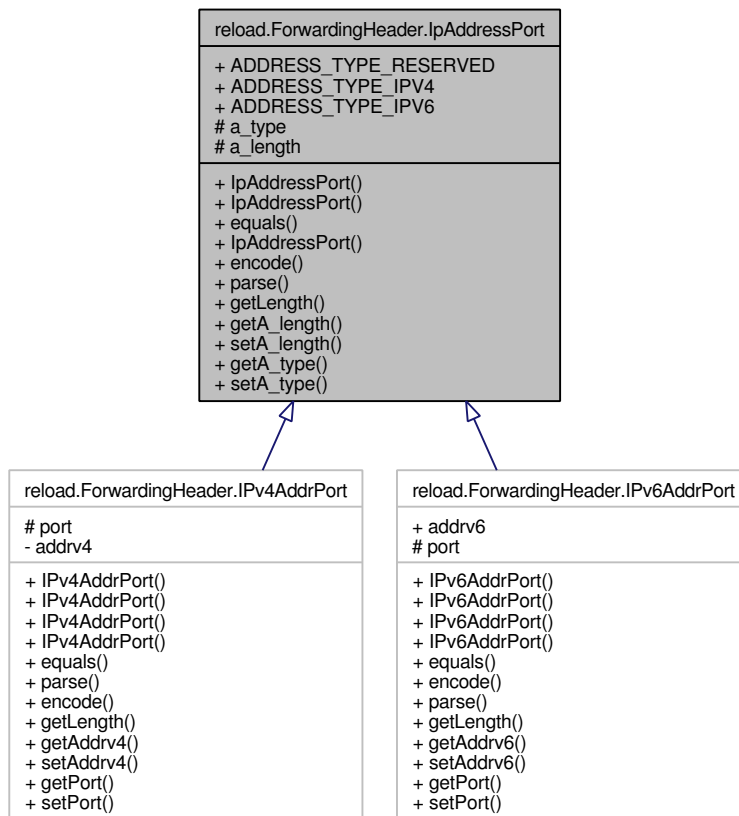 reload.ForwardingHeader.IpAddressPort
+ ADDRESS_TYPE_RESERVED
+ ADDRESS_TYPE_IPV4
+ ADDRESS_TYPE_IPV6
# a_type
# a_length
+ IpAddressPort()
+ IpAddressPort()
+ equals()
+ IpAddressPort()
+ encode()
+ parse()
+ getLength()
+ getA_length()
+ setA_length()
+ getA_type()
+ setA_type()
reload.ForwardingHeader.IPv4AddrPort
# port
- addrv4
+ IPv4AddrPort()
+ IPv4AddrPort()
+ IPv4AddrPort()
+ IPv4AddrPort()
+ equals()
+ parse()
+ encode()
+ getLength()
+ getAddrv4()
+ setAddrv4()
+ getPort()
+ setPort()
reload.ForwardingHeader.IPv6AddrPort
+ addrv6
# port
+ IPv6AddrPort()
+ IPv6AddrPort()
+ IPv6AddrPort()
+ IPv6AddrPort()
+ equals()
+ encode()
+ parse()
+ getLength()
+ getAddrv6()
+ setAddrv6()
+ getPort()
+ setPort()